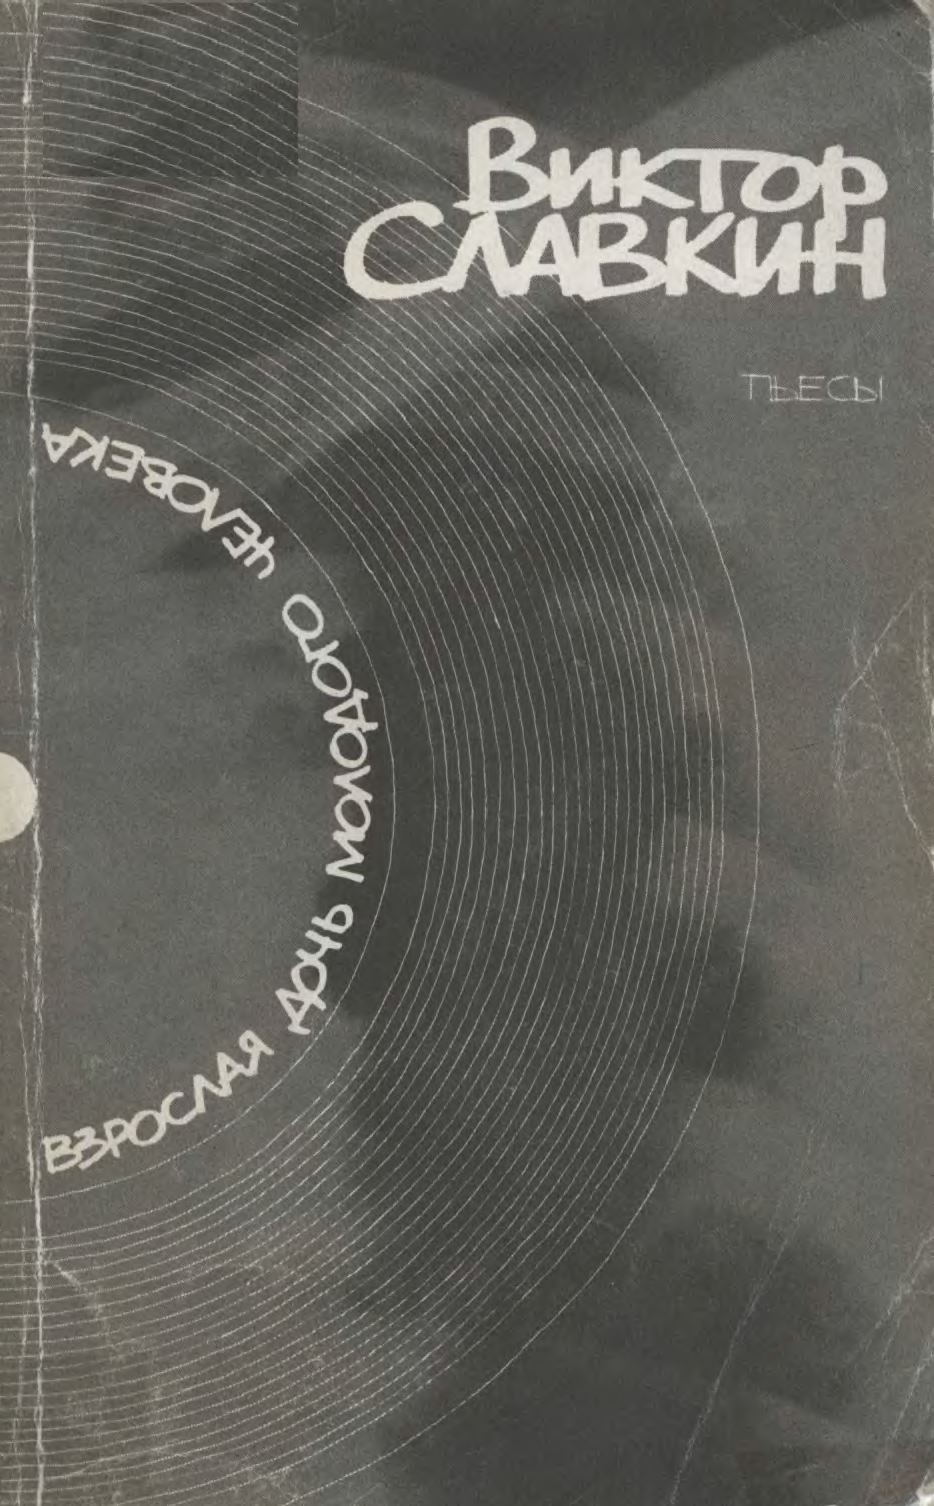 Виктор
Славкин
пьесы
взрослая дочь молодого человека